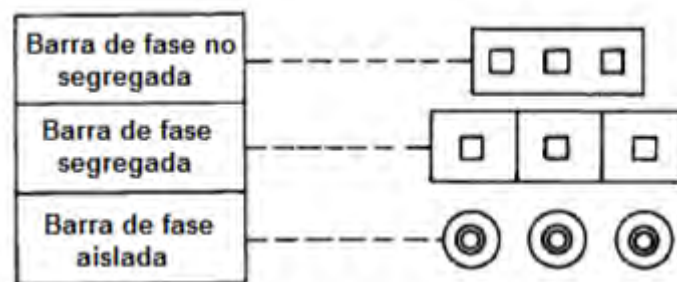 Barra de fase no
segregada
Barra de fase
segregada
Barra de fase
aislada